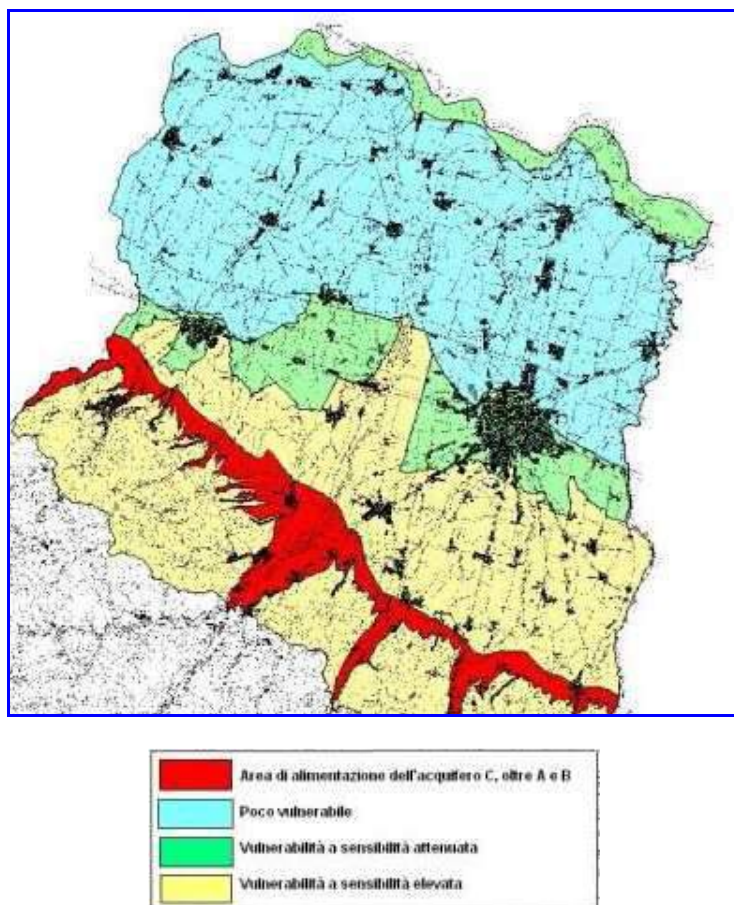 Area di alimentazione dell'acquifero C, oltre A e B
Poco vulnerabile
Vulnerabilità a sensibilità attenuata
Vulnerabilità a sensibilità elevata